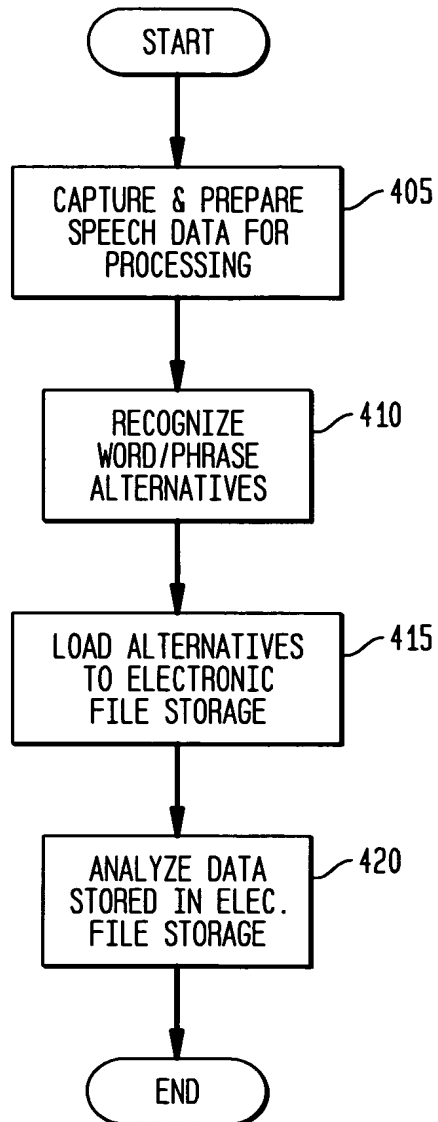 START
CAPTURE & PREPARE
SPEECH DATA FOR
PROCESSING
405
RECOGNIZE
WORD/PHRASE
ALTERNATIVES
410
LOAD ALTERNATIVES
TO ELECTRONIC
FILE STORAGE
415
ANALYZE DATA
STORED IN ELEC.
FILE STORAGE
420
END